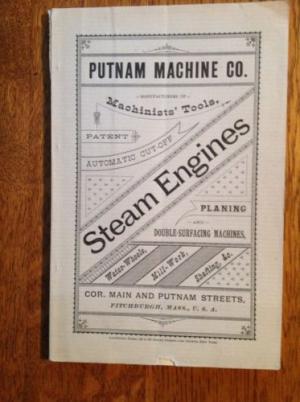 PUTNAM MACHINE CO.
MANUFACTURERS OF
Machinists' Tools,
PATENT
AUTOMATIC CUT-OFF
Steam Engines
PLANING
AND
DOUBLE-SURFACING MACHINES,
Water-Wheels,
Mill-Work,
Shafting, &c.
COR. MAIN AND PUTNAM STREETS,
FITCHBURGH, MASS., U. S. A.